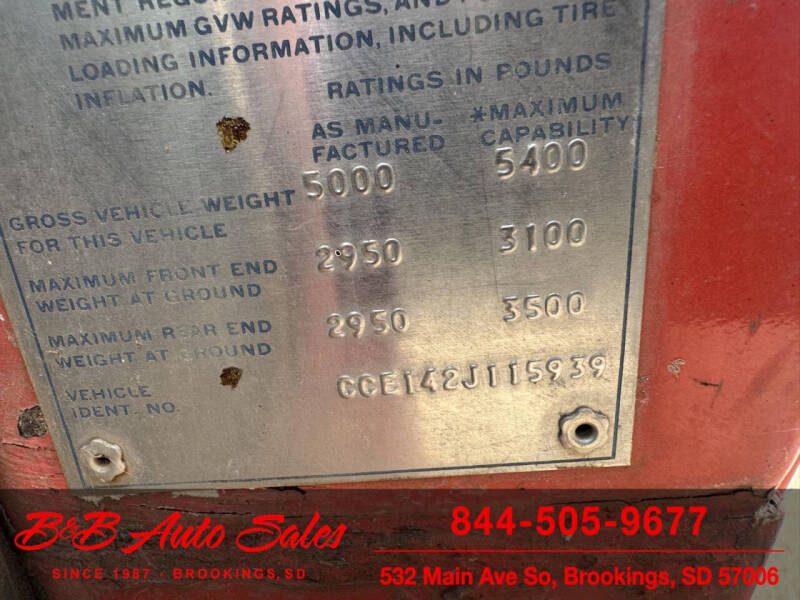 MENT REQU
MAXIMUM GVW RATINGS, AND
LOADING INFORMATION, INCLUDING TIRE
INFLATION.
RATINGS IN POUNDS
AS MANU-
FACTURED
*MAXIMUM
CAPABILITY
GROSS VEHICLE WEIGHT
FOR THIS VEHICLE
5000 5400
MAXIMUM FRONT END
WEIGHT AT GROUND
2950 3100
MAXIMUM REAR END
WEIGHT AT GROUND
2950 3500
VEHICLE
IDENT. NO.
CCE142J115939
B&B Auto Sales
SINCE 1987 · BROOKINGS, SD
844-505-9677
532 Main Ave So, Brookings, SD 57006